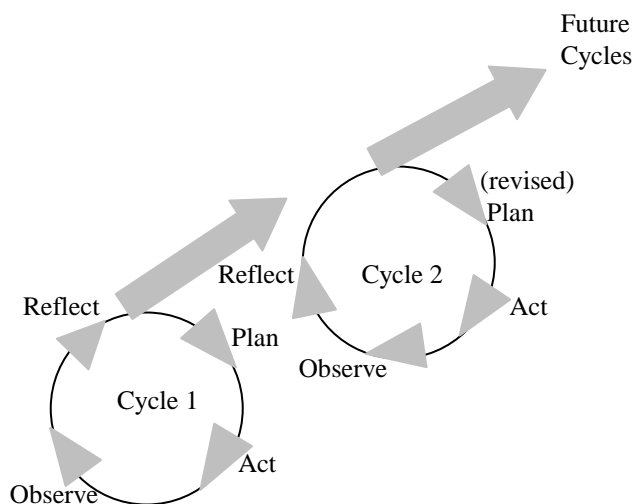 Future
Cycles
(revised)
Plan
Reflect
Cycle 2
Act
Observe
Reflect
Plan
Cycle 1
Act
Observe